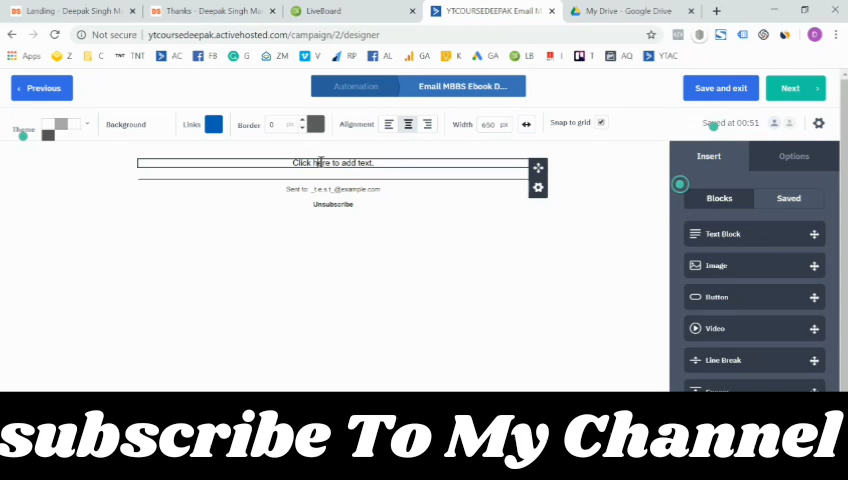 Landing - Deepak Singh M
Thanks - Deepak Singh Ma
LiveBoard
YTCOURSEDEEPAK Email M
My Drive - Google Drive
Not secure | ytcoursedeepak.activehosted.com/campaign/2/designer
Apps Z C TNT TNT AC FB G ZM V RP AL GA K GA LB I T AQ YTAC
Previous
Automation
Email MBBS Ebook D...
Save and exit
Next
Theme
Background
Links
Border 0 px
Alignment
Width 650 px
Snap to grid
Saved at 00:51
Click here to add text.
Sent to: _t.e.s.t_@example.com
Unsubscribe
Insert
Options
Blocks
Saved
Text Block
Image
Button
Video
Line Break
subscribe To My Channel